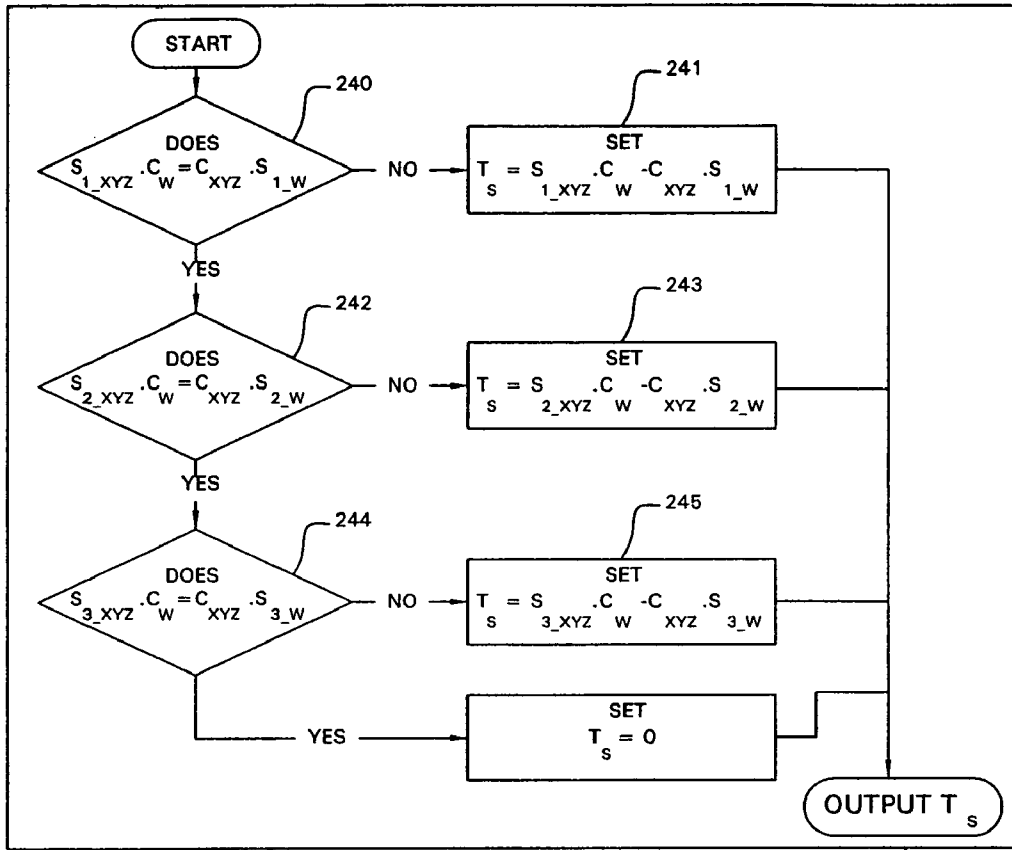 START
240
DOES
S1_XYZ .CW=CXYZ .S1_W
NO
241
SET
TS = S1_XYZ.CW -CXYZ.S1_W
YES
242
DOES
S2_XYZ .CW=CXYZ .S2_W
NO
243
SET
TS = S2_XYZ.CW -CXYZ.S2_W
YES
244
DOES
S3_XYZ .CW=CXYZ .S3_W
NO
245
SET
TS = S3_XYZ.CW -CXYZ.S3_W
YES
SET
TS = 0
OUTPUT TS